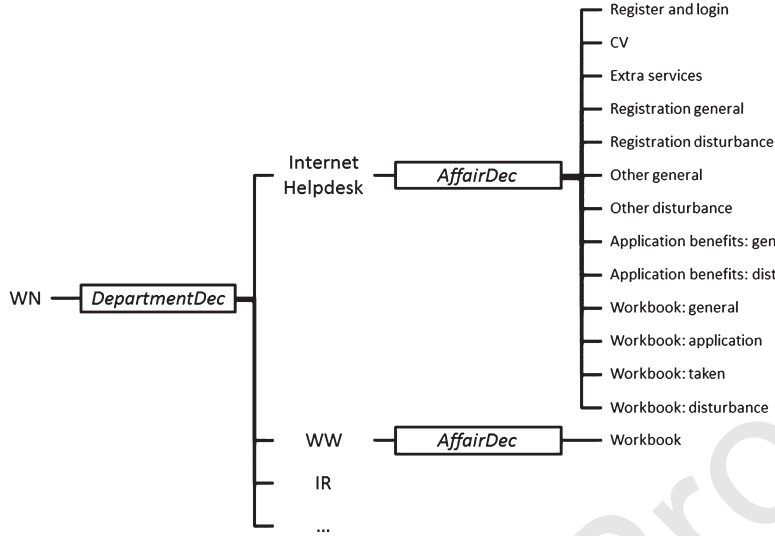 Register and login
CV
Extra services
Registration general
Registration disturbance
Internet
Helpdesk
AffairDec
Other general
Other disturbance
Application benefits: gen
Application benefits: dist
WN
DepartmentDec
Workbook: general
Workbook: application
Workbook: taken
Workbook: disturbance
WW
AffairDec
Workbook
IR
...